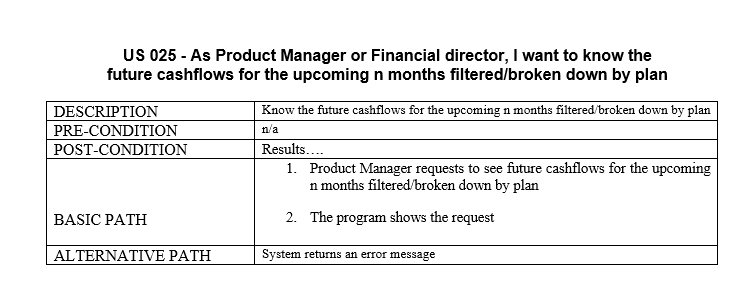 US 025 - As Product Manager or Financial director, I want to know the
future cashflows for the upcoming n months filtered/broken down by plan
DESCRIPTION
Know the future cashflows for the upcoming n months filtered/broken down by plan
PRE-CONDITION
n/a
POST-CONDITION
Results….
BASIC PATH
1. Product Manager requests to see future cashflows for the upcoming
n months filtered/broken down by plan
2. The program shows the request
ALTERNATIVE PATH
System returns an error message